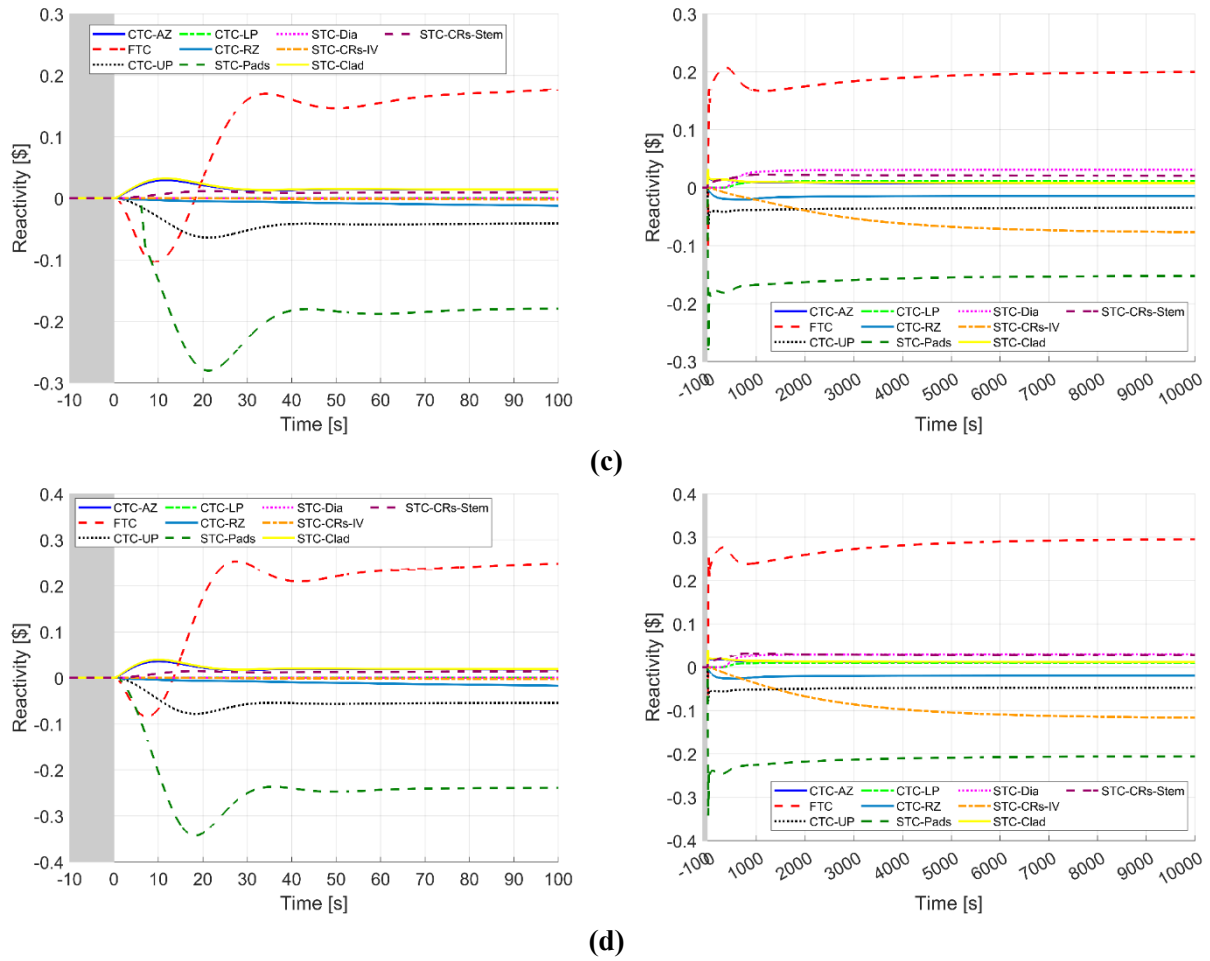 0.3
0.2
0.1
0
-0.1
-0.2
-0.3
Reactivity [$]
CTC-AZ CTC-LP STC-Dia STC-CRs-Stem
FTC CTC-RZ STC-CRs-IV
CTC-UP STC-Pads STC-Clad
-10 0 10 20 30 40 50 60 70 80 90 100
Time [s]
0.3
0.2
0.1
0
-0.1
-0.2
-0.3
Reactivity [$]
CTC-AZ CTC-LP STC-Dia STC-CRs-Stem
FTC CTC-RZ STC-CRs-IV
CTC-UP STC-Pads STC-Clad
-100 0 1000 2000 3000 4000 5000 6000 7000 8000 9000 10000
Time [s]
(c)
0.4
0.3
0.2
0.1
0
-0.1
-0.2
-0.3
-0.4
Reactivity [$]
CTC-AZ CTC-LP STC-Dia STC-CRs-Stem
FTC CTC-RZ STC-CRs-IV
CTC-UP STC-Pads STC-Clad
-10 0 10 20 30 40 50 60 70 80 90 100
Time [s]
0.4
0.3
0.2
0.1
0
-0.1
-0.2
-0.3
-0.4
Reactivity [$]
CTC-AZ CTC-LP STC-Dia STC-CRs-Stem
FTC CTC-RZ STC-CRs-IV
CTC-UP STC-Pads STC-Clad
-100 0 1000 2000 3000 4000 5000 6000 7000 8000 9000 10000
Time [s]
(d)